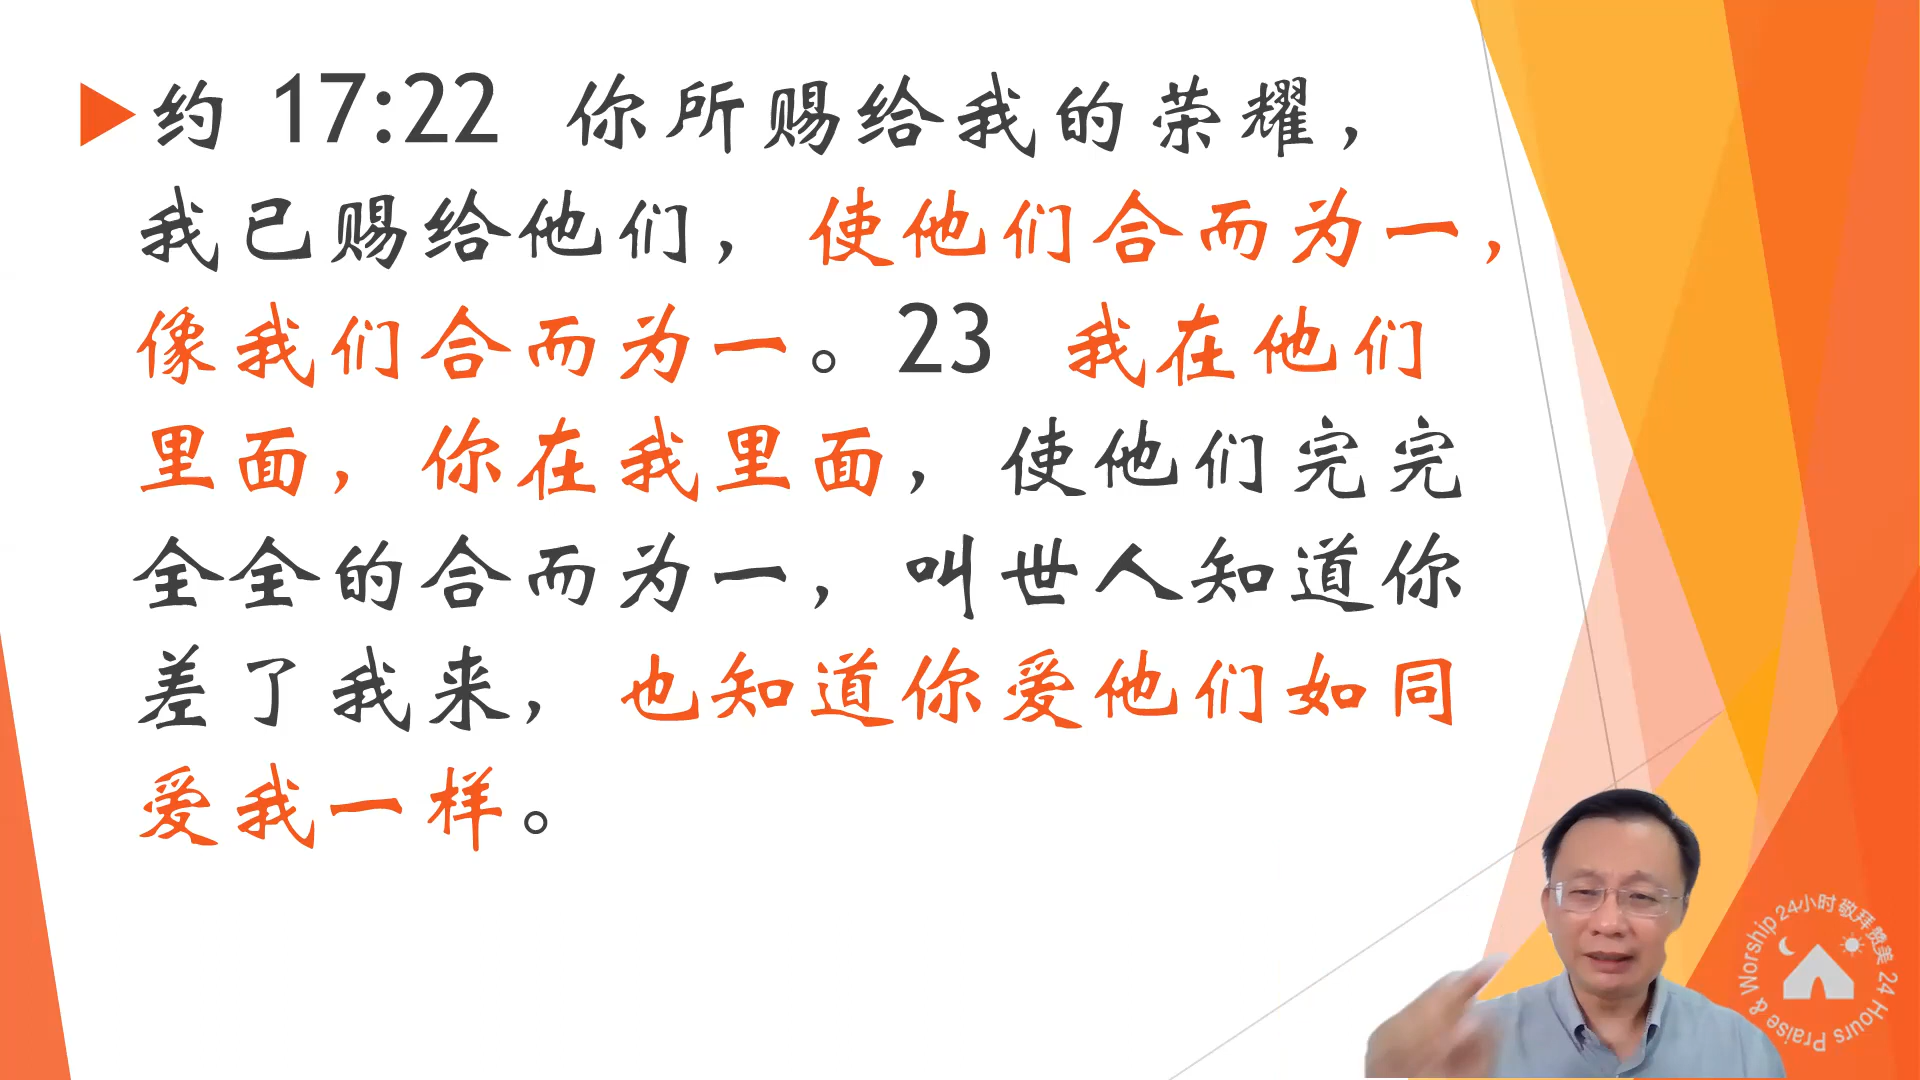 约 17:22 你所赐给我的荣耀，
我已赐给他们，使他们合而为一，
像我们合而为一。23 我在他们
里面，你在我里面，使他们完完
全全的合而为一，叫世人知道你
差了我来，也知道你爱他们如同
爱我一样。
24小时敬拜赞美 24 Hours Praise & Worship